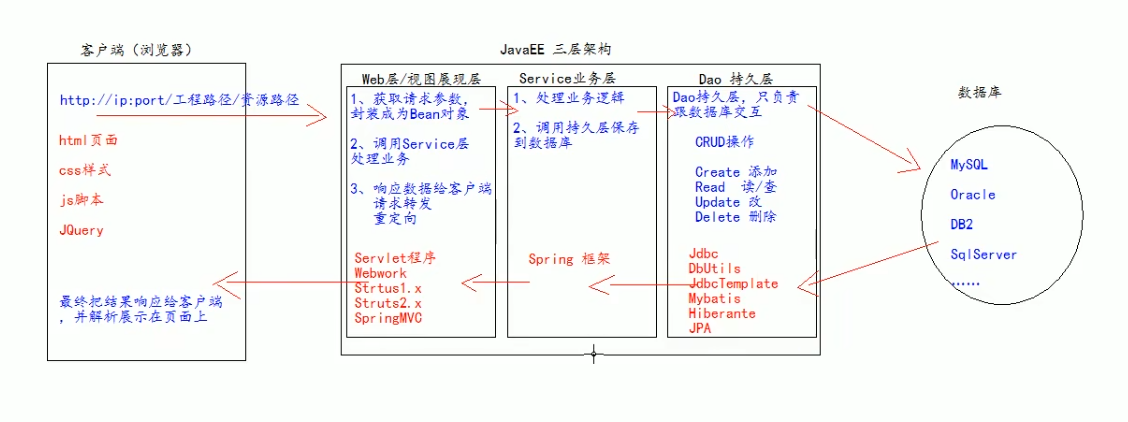 客户端（浏览器）
http://ip:port/工程路径/资源路径
html页面
css样式
js脚本
JQuery
最终把结果响应给客户端
，并解析展示在页面上
JavaEE 三层架构
Web层/视图展现层
1、获取请求参数，
封装成为Bean对象
2、调用Service层
处理业务
3、响应数据给客户端
请求转发
重定向
Servlet程序
Webwork
Strtus1.x
Struts2.x
SpringMVC
Service业务层
1、处理业务逻辑
2、调用持久层保存
到数据库
Spring 框架
Dao 持久层
Dao持久层，只负责
跟数据库交互
CRUD操作
Create 添加
Read 读/查
Update 改
Delete 删除
Jdbc
DbUtils
JdbcTemplate
Mybatis
Hiberante
JPA
数据库
MySQL
Oracle
DB2
SqlServer
......